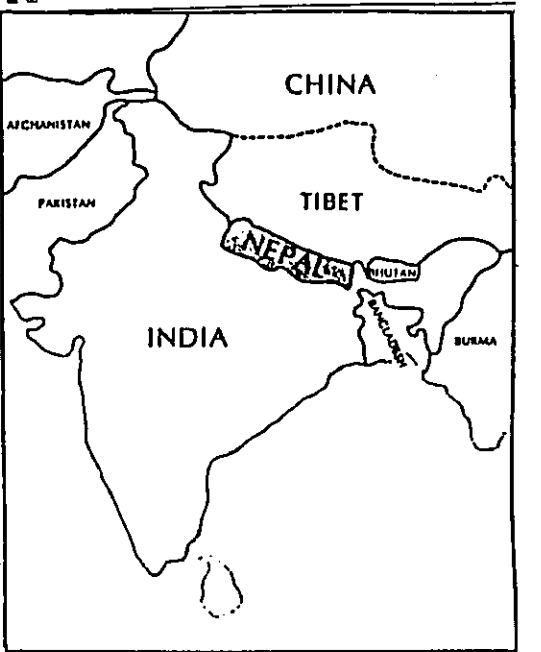 CHINA
AFGHANISTAN
PAKISTAN
TIBET
NEPAL
BHUTAN
INDIA
BANGLADESH
BURMA